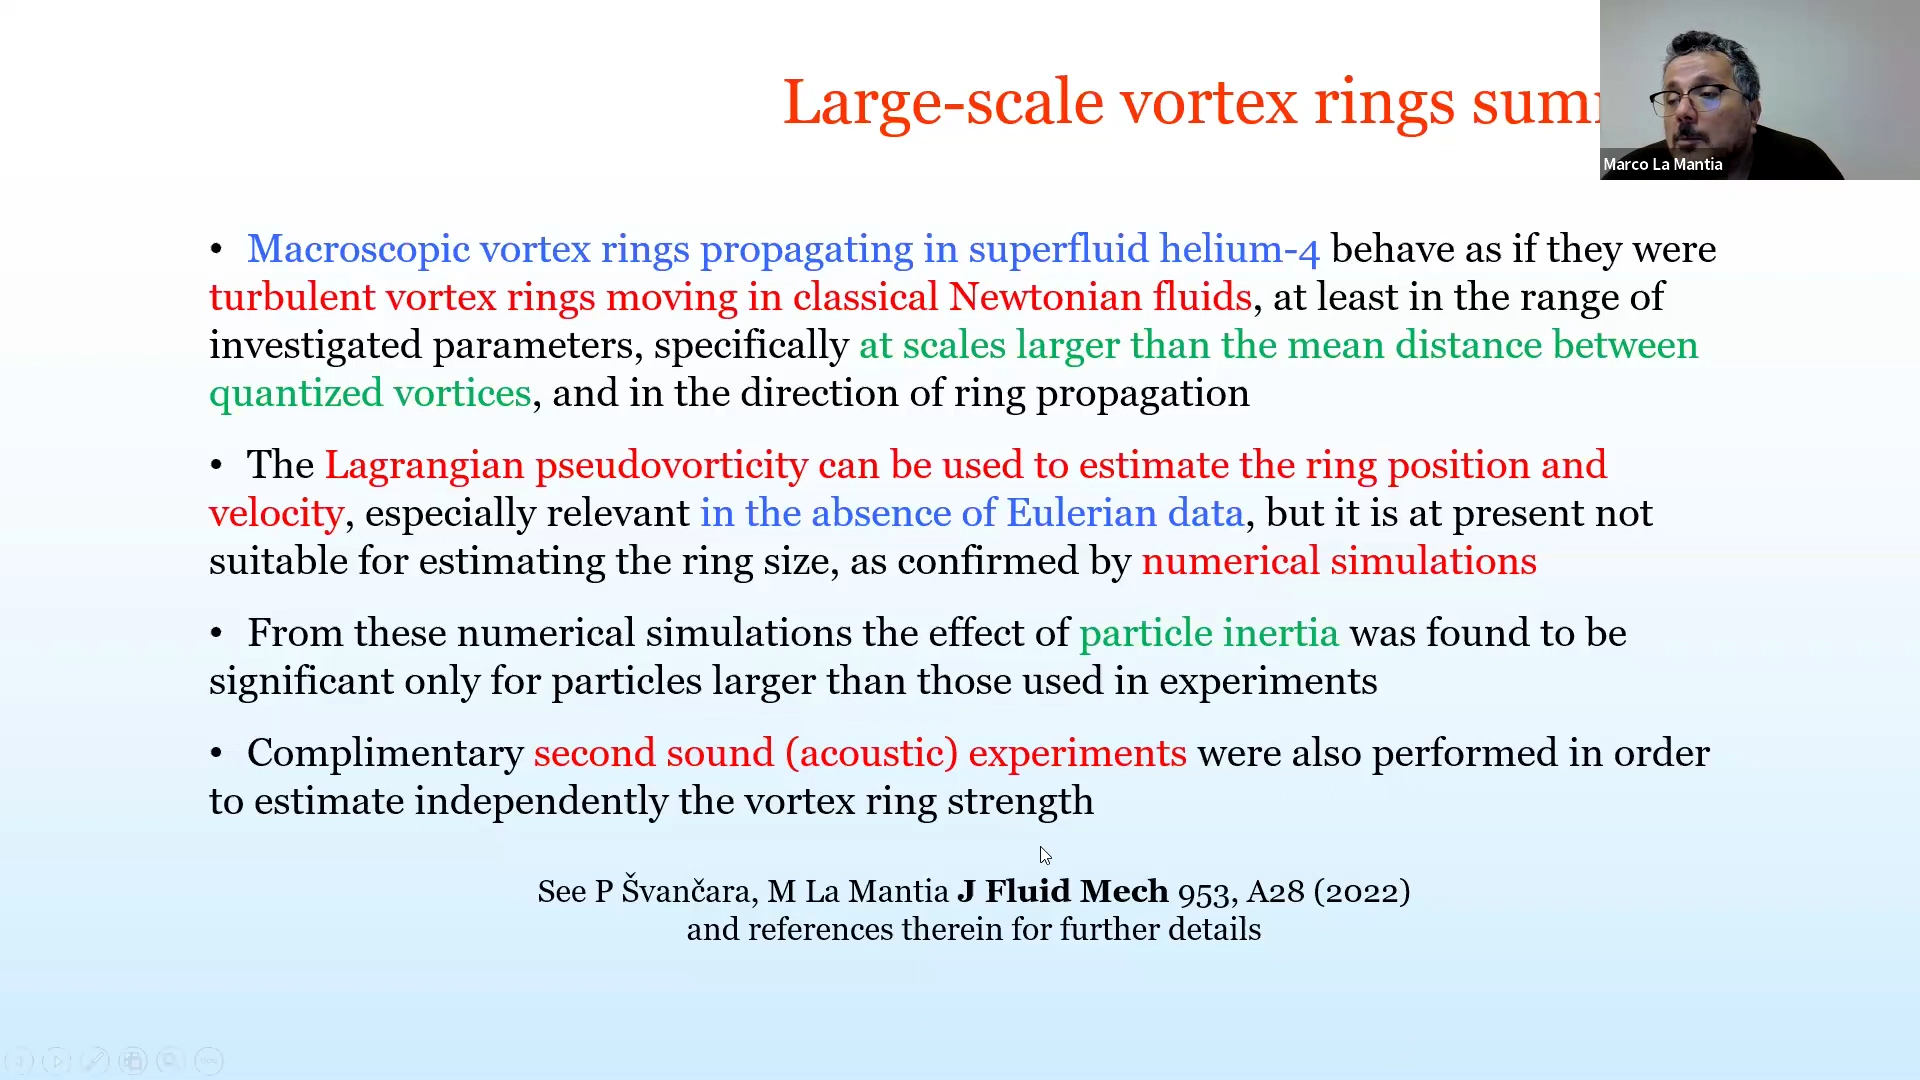 Large-scale vortex rings sum
Marco La Mantia
• Macroscopic vortex rings propagating in superfluid helium-4 behave as if they were
turbulent vortex rings moving in classical Newtonian fluids, at least in the range of
investigated parameters, specifically at scales larger than the mean distance between
quantized vortices, and in the direction of ring propagation
• The Lagrangian pseudovorticity can be used to estimate the ring position and
velocity, especially relevant in the absence of Eulerian data, but it is at present not
suitable for estimating the ring size, as confirmed by numerical simulations
• From these numerical simulations the effect of particle inertia was found to be
significant only for particles larger than those used in experiments
• Complimentary second sound (acoustic) experiments were also performed in order
to estimate independently the vortex ring strength
See P Švančara, M La Mantia J Fluid Mech 953, A28 (2022)
and references therein for further details